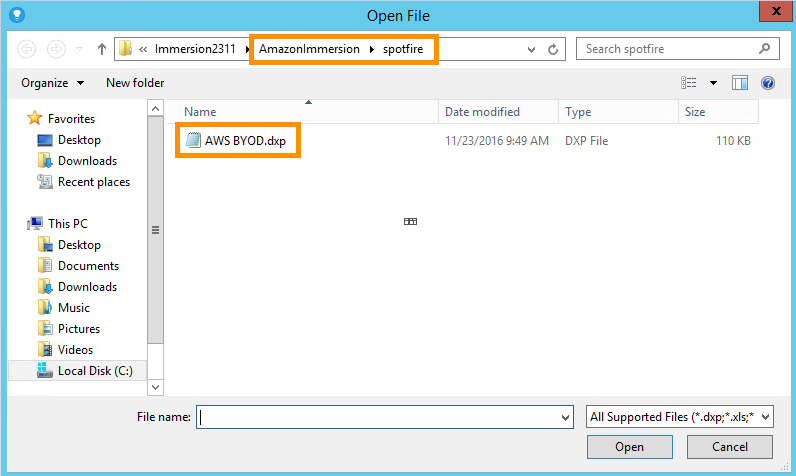 Open File
« Immersion2311 AmazonImmersion spotfire
Search spotfire
Organize New folder
Name Date modified Type Size
AWS BYOD.dxp 11/23/2016 9:49 AM DXP File 110 KB
Favorites
Desktop
Downloads
Recent places
This PC
Desktop
Documents
Downloads
Music
Pictures
Videos
Local Disk (C:)
File name:
All Supported Files (*.dxp;*.xls;*
Open Cancel